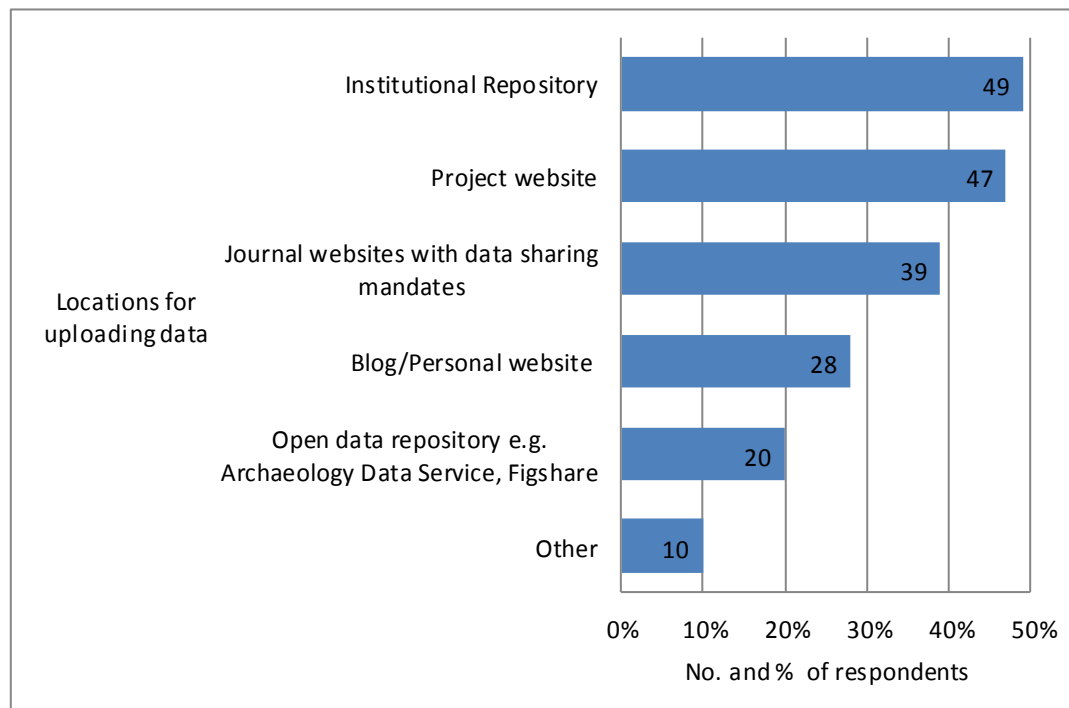 Institutional Repository
49
Project website
47
Journal websites with data sharing
mandates
39
Locations for
uploading data
Blog/Personal website
28
Open data repository e.g.
Archaeology Data Service, Figshare
20
Other
10
0% 10% 20% 30% 40% 50%
No. and % of respondents